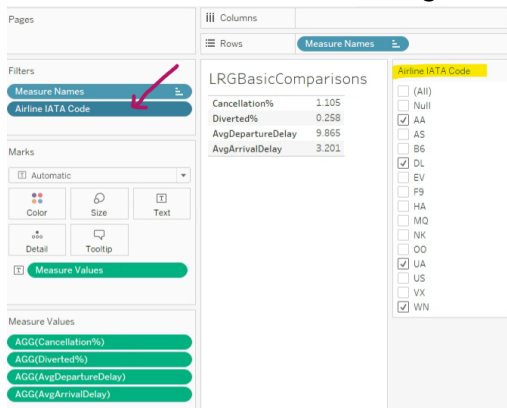 Pages
Columns
Rows
Measure Names
Filters
Measure Names
Airline IATA Code
Marks
Automatic
Color
Size
Text
Detail
Tooltip
Measure Values
Measure Values
AGG(Cancellation%)
AGG(Diverted%)
AGG(AvgDepartureDelay)
AGG(AvgArrivalDelay)
LRGBasicComparisons
Cancellation% 1.105
Diverted% 0.258
AvgDepartureDelay 9.865
AvgArrivalDelay 3.201
Airline IATA Code
(All)
Null
AA
AS
B6
DL
EV
F9
HA
MQ
NK
OO
UA
US
VX
WN